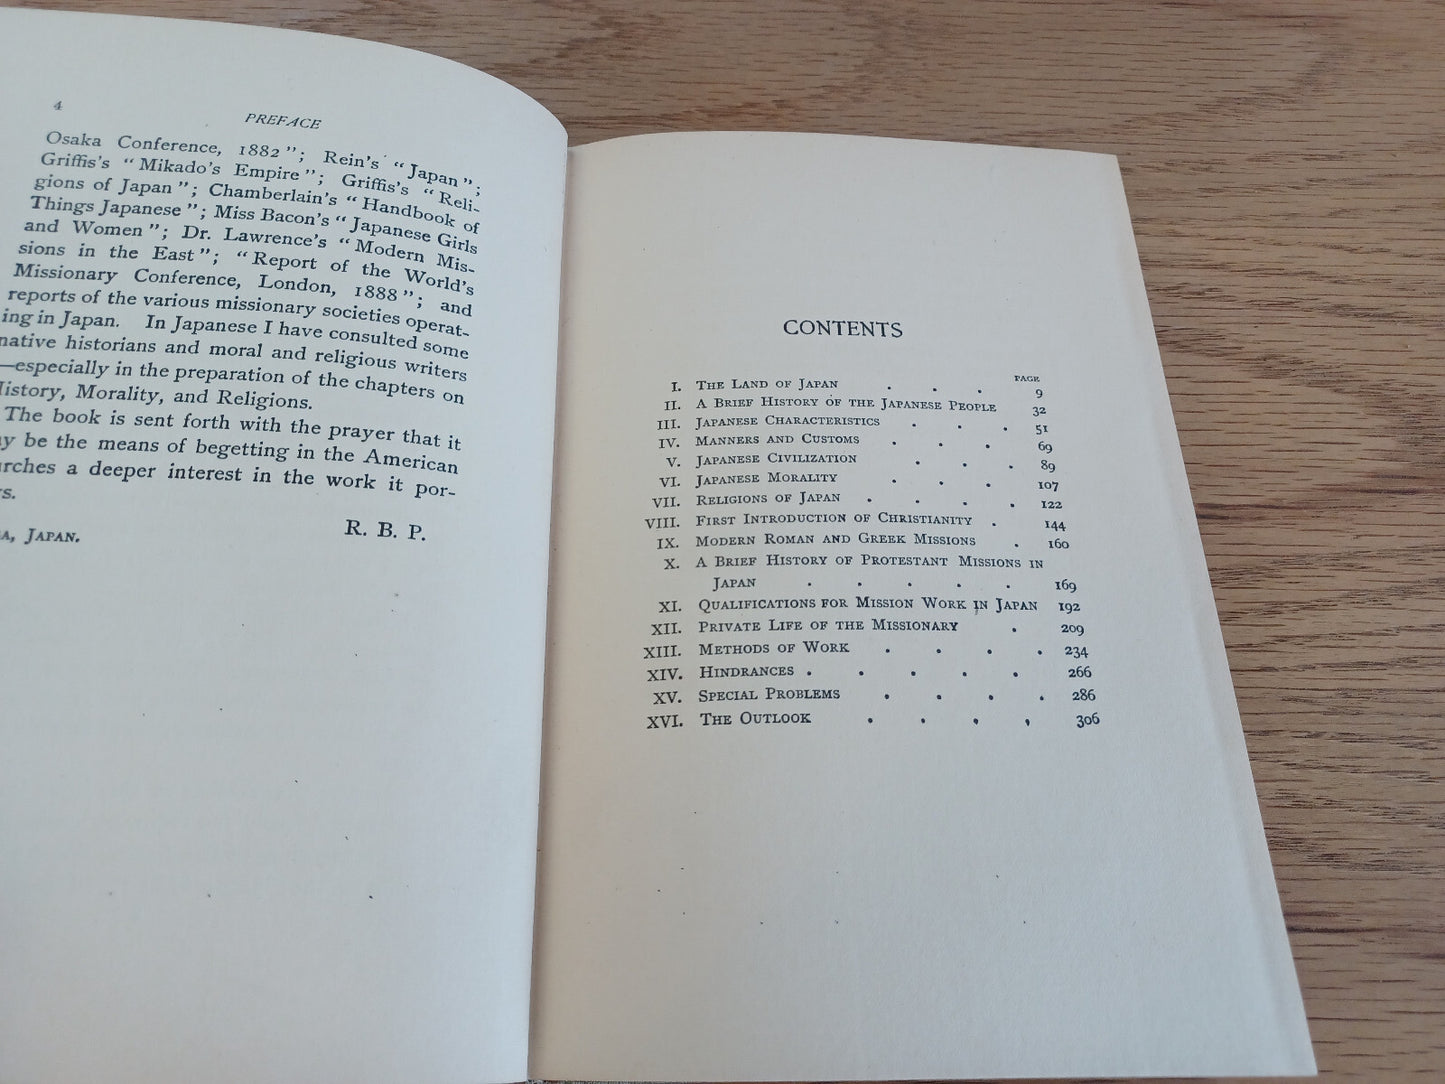 4
PREFACE
Osaka Conference, 1882"; Rein's "Japan";
Griffis's "Mikado's Empire"; Griffis's "Reli-
gions of Japan"; Chamberlain's "Handbook of
Things Japanese"; Miss Bacon's "Japanese Girls
and Women"; Dr. Lawrence's "Modern Mis-
sions in the East"; "Report of the World's
Missionary Conference, London, 1888"; and
reports of the various missionary societies operat-
ing in Japan. In Japanese I have consulted some
native historians and moral and religious writers
—especially in the preparation of the chapters on
History, Morality, and Religions.
The book is sent forth with the prayer that it
be the means of begetting in the American
a deeper interest in the work it por-
R. B. P.
JAPAN.
CONTENTS
PAGE
I. THE LAND OF JAPAN . . . 9
II. A BRIEF HISTORY OF THE JAPANESE PEOPLE 32
III. JAPANESE CHARACTERISTICS . . . 51
IV. MANNERS AND CUSTOMS . . . . 69
V. JAPANESE CIVILIZATION . . . 89
VI. JAPANESE MORALITY . . . 107
VII. RELIGIONS OF JAPAN . . . . 122
VIII. FIRST INTRODUCTION OF CHRISTIANITY . 144
IX. MODERN ROMAN AND GREEK MISSIONS . 160
X. A BRIEF HISTORY OF PROTESTANT MISSIONS IN
JAPAN . . . . . 169
XI. QUALIFICATIONS FOR MISSION WORK IN JAPAN 192
XII. PRIVATE LIFE OF THE MISSIONARY . 209
XIII. METHODS OF WORK . . . . 234
XIV. HINDRANCES . . . . . 266
XV. SPECIAL PROBLEMS . . . . 286
XVI. THE OUTLOOK . . . . 306